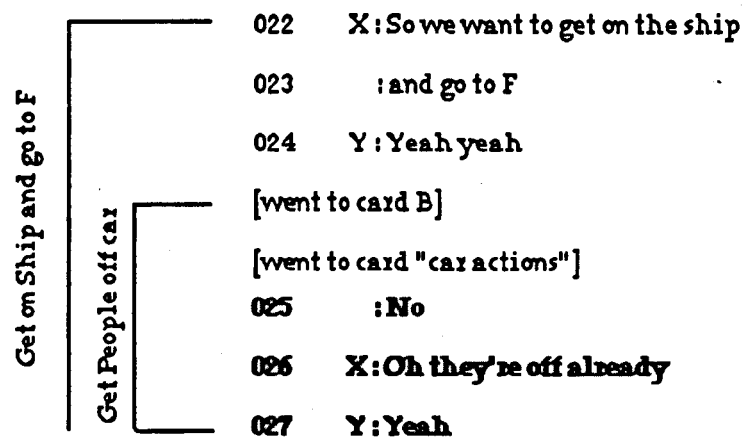 022 X: So we want to get on the ship
023 : and go to F
024 Y: Yeah yeah
[went to card B]
[went to card "car actions"]
025 : No
026 X: Oh they're off already
027 Y: Yeah
Get on Ship and go to F
Get People off car